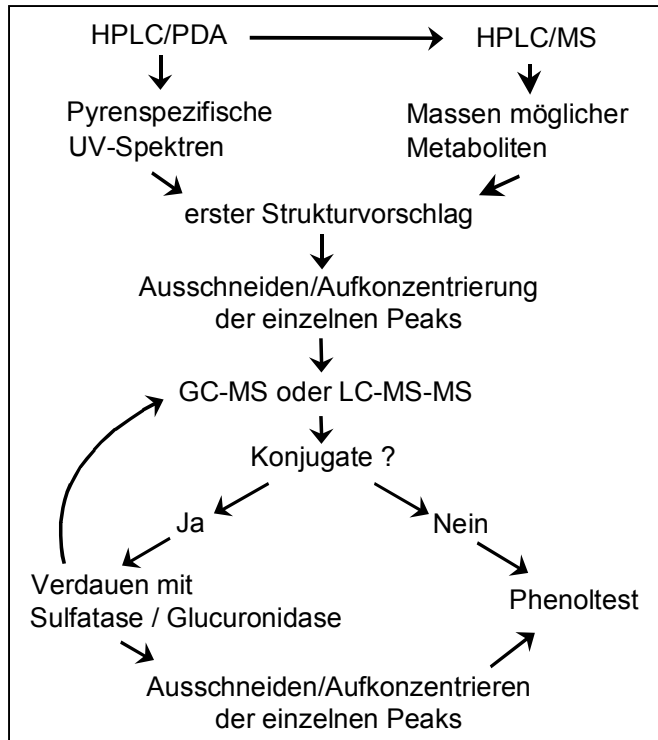 HPLC/PDA
HPLC/MS
Pyrenspezifische
UV-Spektren
Massen möglicher
Metaboliten
erster Strukturvorschlag
Ausschneiden/Aufkonzentrierung
der einzelnen Peaks
GC-MS oder LC-MS-MS
Konjugate ?
Ja
Nein
Verdauen mit
Sulfatase / Glucuronidase
Phenoltest
Ausschneiden/Aufkonzentrieren
der einzelnen Peaks